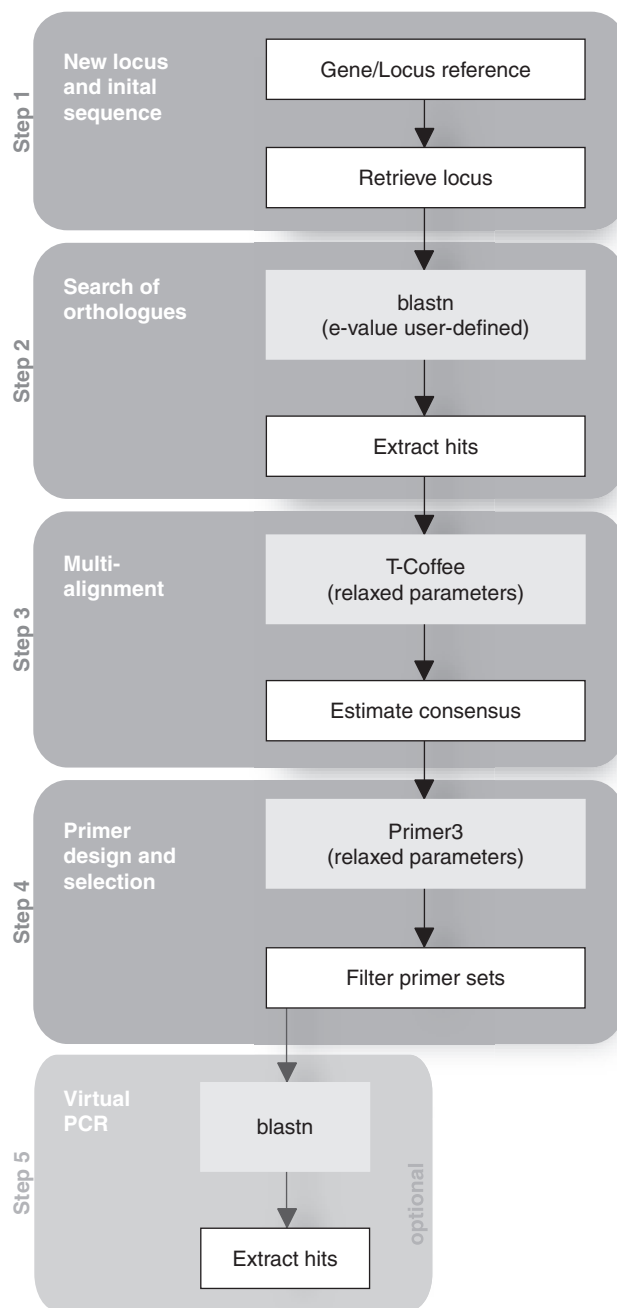 Step 1
New locus
and inital
sequence
Gene/Locus reference
Retrieve locus
Step 2
Search of
orthologues
blastn
(e-value user-defined)
Extract hits
Step 3
Multi-
alignment
T-Coffee
(relaxed parameters)
Estimate consensus
Step 4
Primer
design and
selection
Primer3
(relaxed parameters)
Filter primer sets
Step 5
Virtual
PCR
blastn
Extract hits
optional